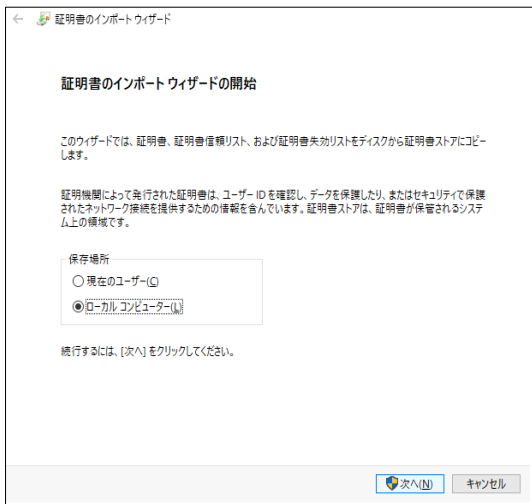 証明書のインポート ウィザード
証明書のインポート ウィザードの開始
このウィザードでは、証明書、証明書信頼リスト、および証明書失効リストをディスクから証明書ストアにコピー
します。
証明機関によって発行された証明書は、ユーザー ID を確認し、データを保護したり、またはセキュリティで保護
されたネットワーク接続を提供するための情報を含んでいます。証明書ストアは、証明書が保管されるシステ
ム上の領域です。
保存場所
現在のユーザー(C)
ローカル コンピューター(L)
続行するには、[次へ] をクリックしてください。
次へ(N)
キャンセル